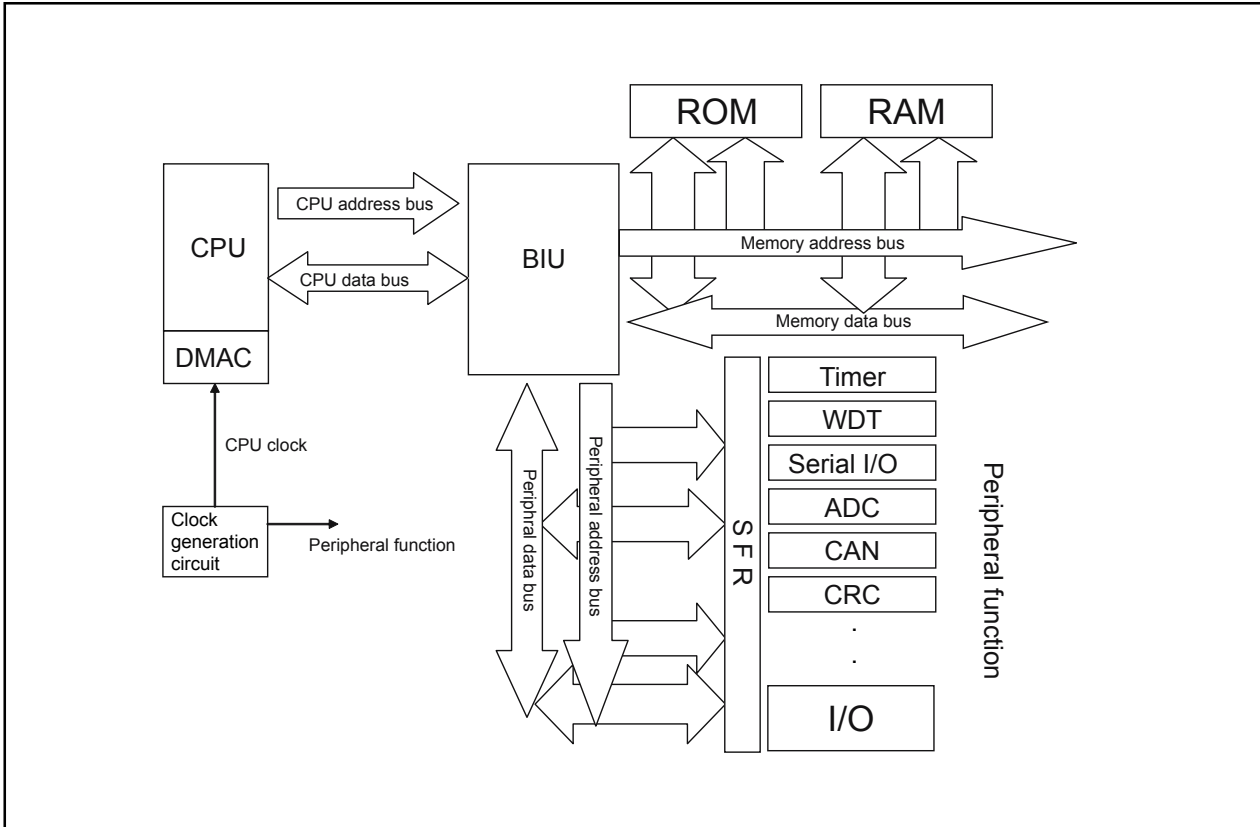 ROM
RAM
CPU
CPU address bus
BIU
Memory address bus
CPU data bus
Memory data bus
DMAC
CPU clock
Clock
generation
circuit
Peripheral function
Periphral data bus
Peripheral address bus
SFR
Timer
WDT
Serial I/O
ADC
CAN
CRC
.
.
I/O
Peripheral function